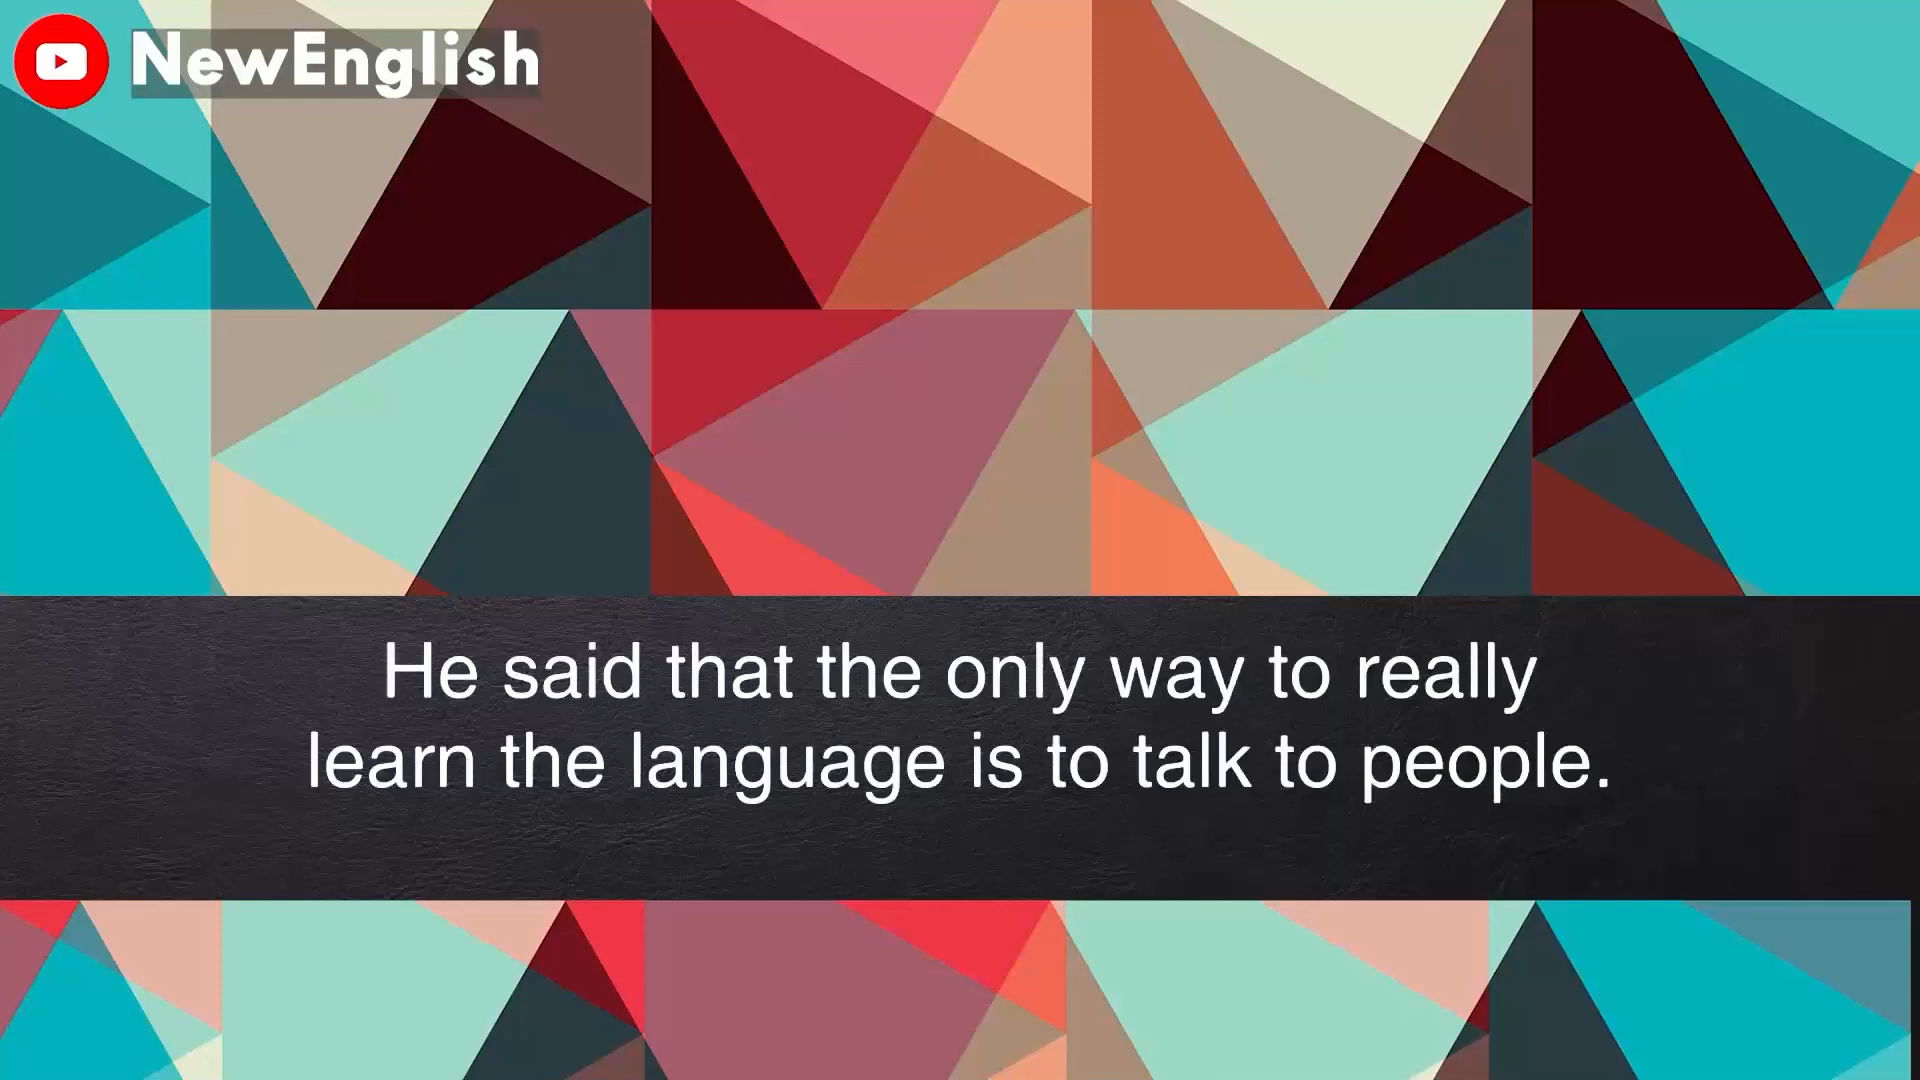 NewEnglish
He said that the only way to really
learn the language is to talk to people.